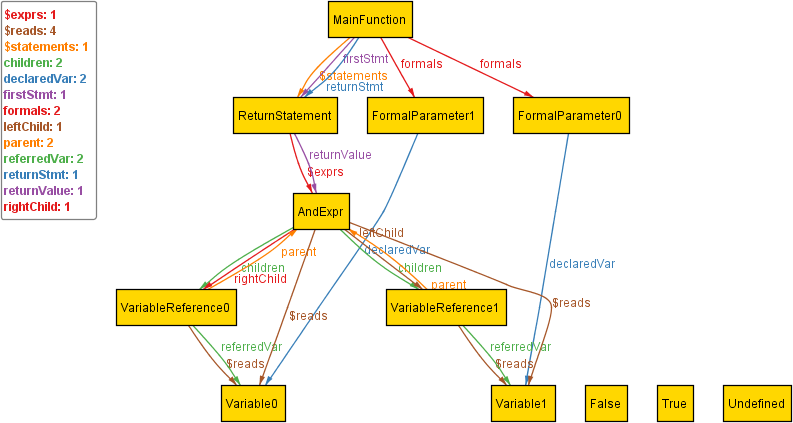 $exprs: 1
$reads: 4
$statements: 1
children: 2
declaredVar: 2
firstStmt: 1
formals: 2
leftChild: 1
parent: 2
referredVar: 2
returnStmt: 1
returnValue: 1
rightChild: 1
MainFunction
firstStmt
formals
formals
$statements
returnStmt
ReturnStatement
FormalParameter1
FormalParameter0
returnValue
$exprs
AndExpr
leftChild
declaredVar
parent
declaredVar
children
children
rightChild
parent
VariableReference0
VariableReference1
$reads
$reads
referredVar
referredVar
$reads
$reads
Variable0
Variable1
False
True
Undefined